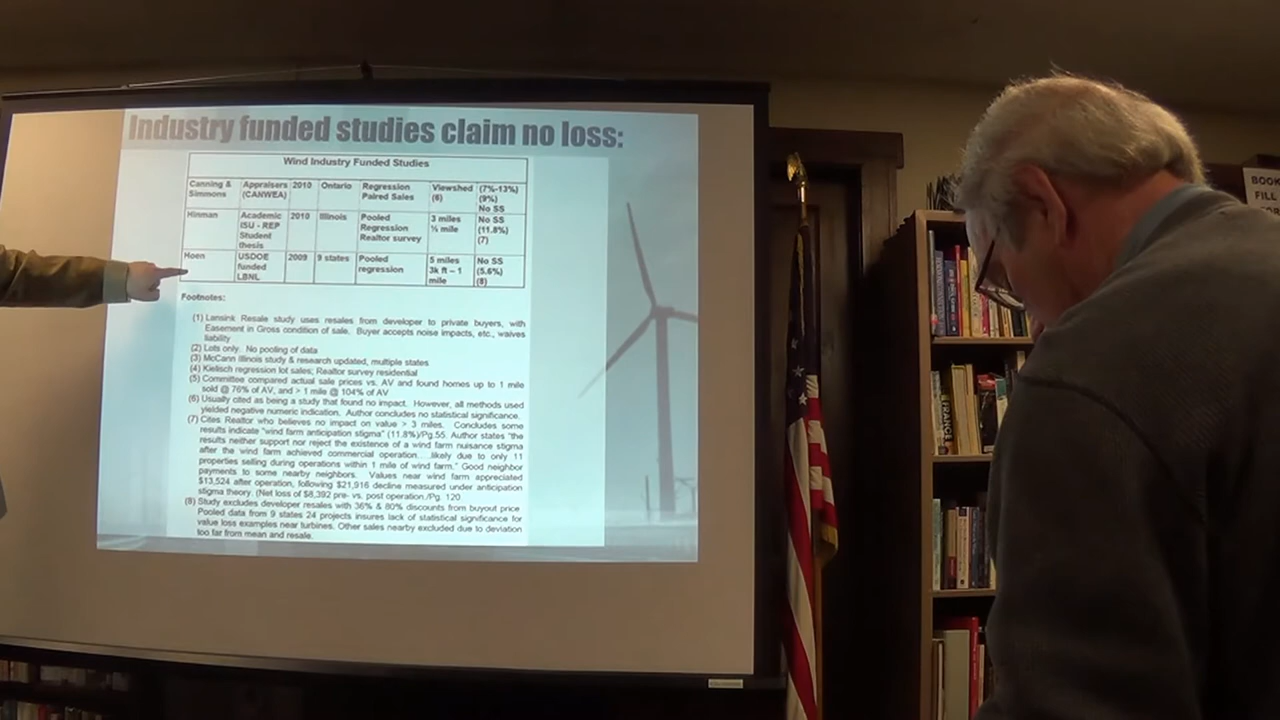 Industry funded studies claim no loss:
Wind Industry Funded Studies
Canning & Simmons Appraisers (CANWEA) 2010 Ontario Regression Paired Sales Viewshed (6) (7%-13%) (9%) No SS
Hinman Academic ISU - REP Student thesis 2010 Illinois Pooled Regression Realtor survey 3 miles ½ mile No SS (11.8%) (7)
Hoen USDOE funded LBNL 2009 9 states Pooled regression 5 miles 3k ft – 1 mile No SS (5.6%) (8)
Footnotes:
(1) Lansink Resale study uses resales from developer to private buyers, with
Easement in Gross condition of sale. Buyer accepts noise impacts, etc., waives
liability
(2) Lots only. No pooling of data
(3) McCann Illinois study & research updated, multiple states
(4) Kielisch regression lot sales; Realtor survey residential
(5) Committee compared actual sale prices vs. AV and found homes up to 1 mile
sold @ 76% of AV, and > 1 mile @ 104% of AV
(6) Usually cited as being a study that found no impact. However, all methods used
yielded negative numeric indication. Author concludes no statistical significance.
(7) Cites Realtor who believes no impact on value > 3 miles. Concludes some
results indicate "wind farm anticipation stigma" (11.8%)/Pg.55. Author states "the
results neither support nor reject the existence of a wind farm nuisance stigma
after the wind farm achieved commercial operation....likely due to only 11
properties selling during operations within 1 mile of wind farm." Good neighbor
payments to some nearby neighbors. Values near wind farm appreciated
$13,524 after operation, following $21,916 decline measured under anticipation
stigma theory. (Net loss of $8,392 pre- vs. post operation./Pg. 120.
(8) Study excludes developer resales with 36% & 80% discounts from buyout price.
Pooled data from 9 states 24 projects insures lack of statistical significance for
value loss examples near turbines. Other sales nearby excluded due to deviation
too far from mean and resale.
BOOK
FILL
FRANCE